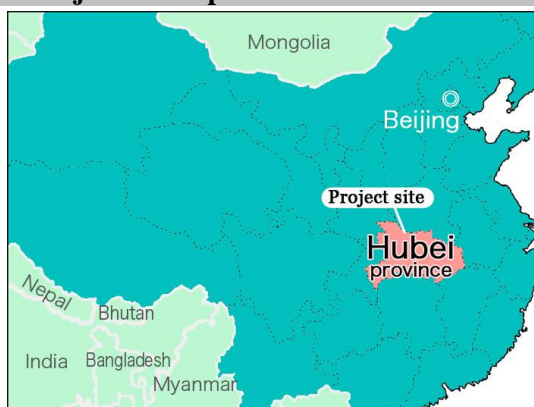 Mongolia
Beijing
Project site
Hubei
province
Nepal
Bhutan
India
Bangladesh
Myanmar